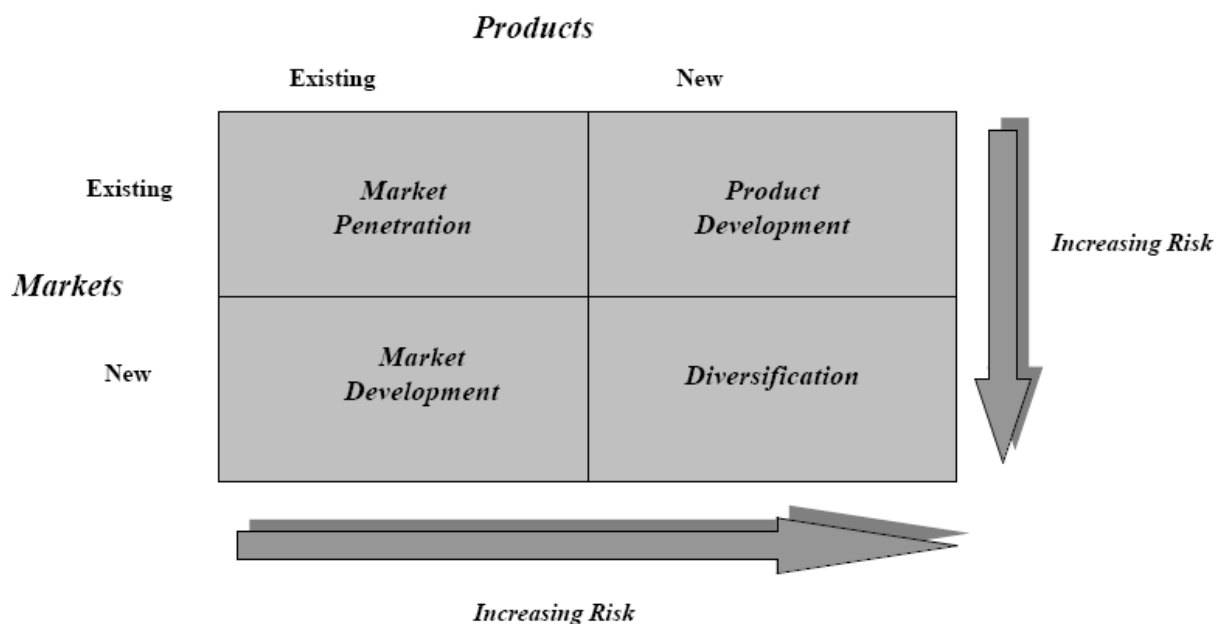 Products
Existing
New
Existing
Market
Penetration
Product
Development
Increasing Risk
Markets
New
Market
Development
Diversification
Increasing Risk